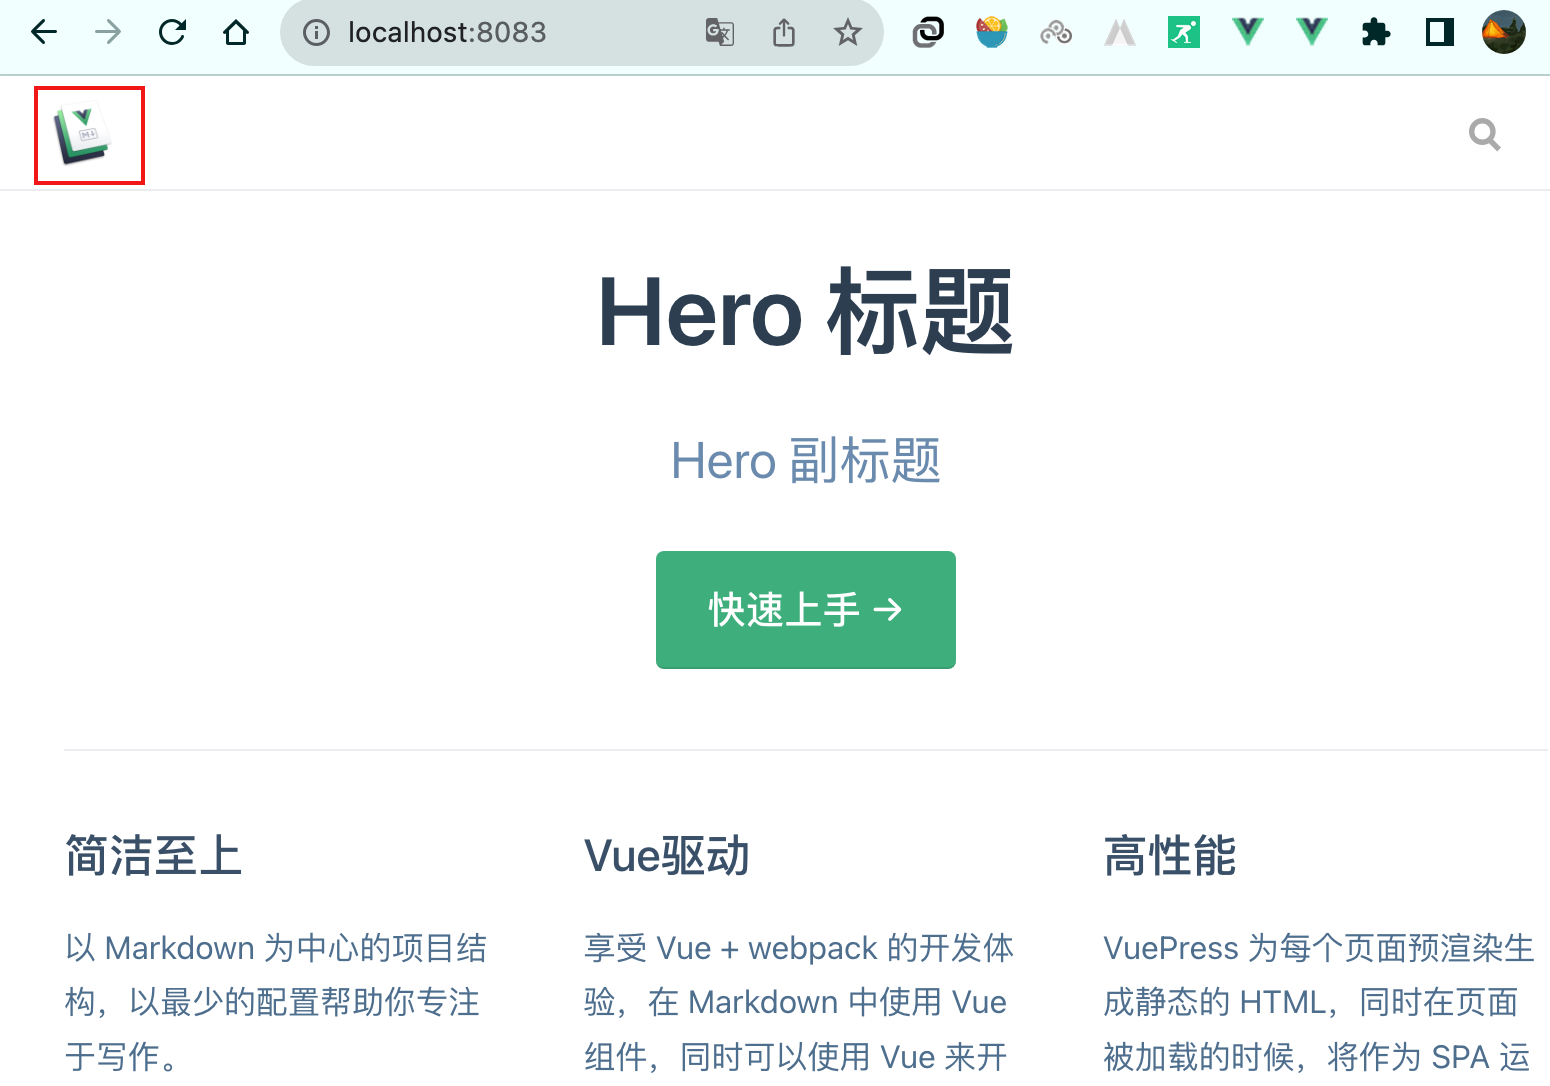 localhost:8083
M↓
Hero 标题
Hero 副标题
快速上手 →
简洁至上
以 Markdown 为中心的项目结
构，以最少的配置帮助你专注
于写作。
Vue驱动
享受 Vue + webpack 的开发体
验，在 Markdown 中使用 Vue
组件，同时可以使用 Vue 来开
高性能
VuePress 为每个页面预渲染生
成静态的 HTML，同时在页面
被加载的时候，将作为 SPA 运